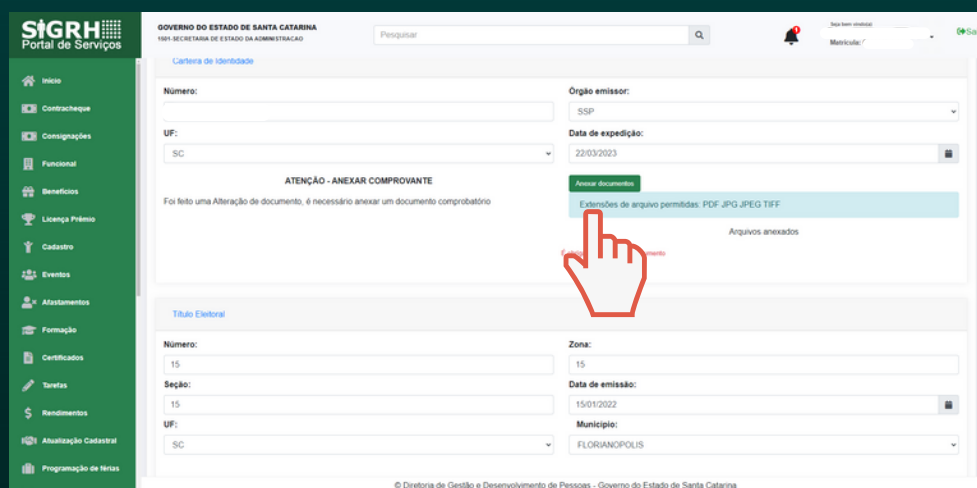 SIGRH
Portal de Serviços
GOVERNO DO ESTADO DE SANTA CATARINA
1501-SECRETARIA DE ESTADO DA ADMINISTRACAO
Pesquisar
Seja bem vindo(a)
Matrícula:
Sai
Início
Contracheque
Consignações
Funcional
Benefícios
Licença Prêmio
Cadastro
Eventos
Afastamentos
Formação
Certificados
Tarefas
Rendimentos
Atualização Cadastral
Programação de férias
Carteira de Identidade
Número:
Órgão emissor:
SSP
UF:
SC
Data de expedição:
22/03/2023
ATENÇÃO - ANEXAR COMPROVANTE
Foi feito uma Alteração de documento, é necessário anexar um documento comprobatório
Anexar documentos
Extensões de arquivo permitidas: PDF JPG JPEG TIFF
Arquivos anexados
Título Eleitoral
Número:
15
Zona:
15
Seção:
15
Data de emissão:
15/01/2022
UF:
SC
Município:
FLORIANOPOLIS
© Diretoria de Gestão e Desenvolvimento de Pessoas - Governo do Estado de Santa Catarina